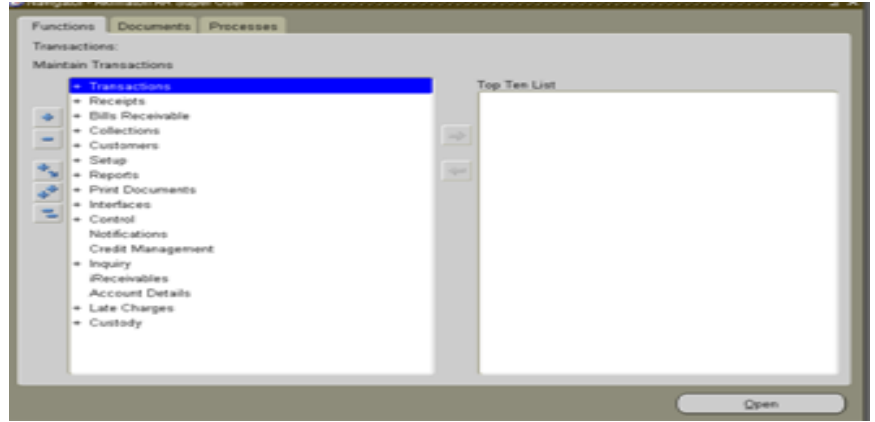 Functions Documents Processes
Transactions:
Maintain Transactions
Top Ten List
+ Transactions
+ Receipts
+ Bills Receivable
+ Collections
+ Customers
+ Setup
+ Reports
+ Print Documents
+ Interfaces
+ Control
Notifications
Credit Management
+ Inquiry
iReceivables
Account Details
+ Late Charges
+ Custody
Open